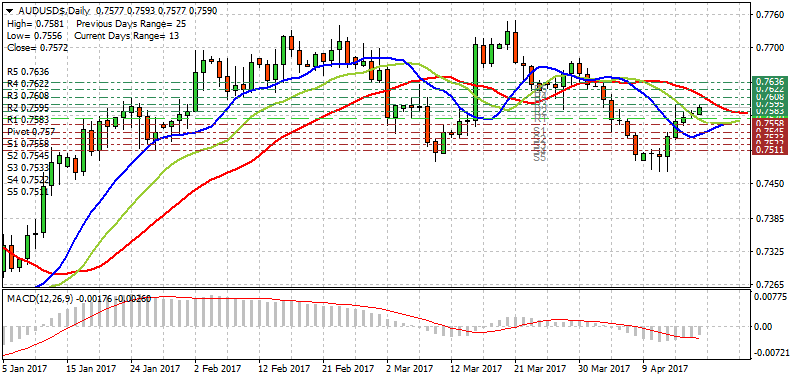 AUDUSD$,Daily 0.7577 0.7593 0.7577 0.7590
High= 0.7581 Previous Days Range= 25
Low= 0.7556 Current Days Range= 13
Close= 0.7572
R5 0.7636
R4 0.7622
R3 0.7608
R2 0.7595
R1 0.7583
Pivot 0.757
S1 0.7558
S2 0.7545
S3 0.7533
S4 0.7522
S5 0.7511
0.7760
0.7700
0.7636
0.7622
0.7608
0.7595
0.7583
0.7558
0.7545
0.7533
0.7522
0.7511
0.7450
0.7385
0.7325
0.7265
MACD(12,26,9) -0.00176 -0.00260
0.00775
0.00
-0.00721
5 Jan 2017 15 Jan 2017 24 Jan 2017 2 Feb 2017 12 Feb 2017 21 Feb 2017 2 Mar 2017 12 Mar 2017 21 Mar 2017 30 Mar 2017 9 Apr 2017